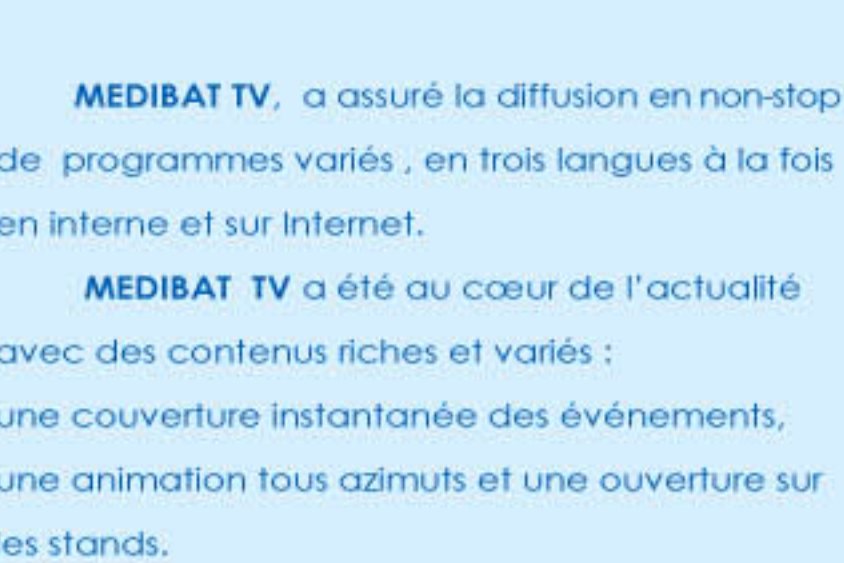 MEDIBAT TV, a assuré la diffusion en non-stop
de programmes variés , en trois langues à la fois
en interne et sur Internet.
MEDIBAT TV a été au cœur de l'actualité
avec des contenus riches et variés :
une couverture instantanée des événements,
une animation tous azimuts et une ouverture sur
les stands.